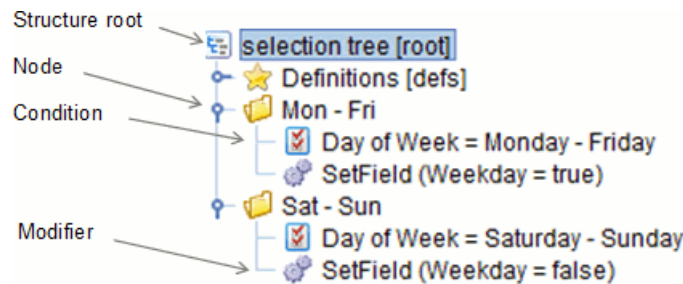 Structure root
selection tree [root]
Node
Definitions [defs]
Mon - Fri
Condition
Day of Week = Monday - Friday
SetField (Weekday = true)
Sat - Sun
Modifier
Day of Week = Saturday - Sunday
SetField (Weekday = false)